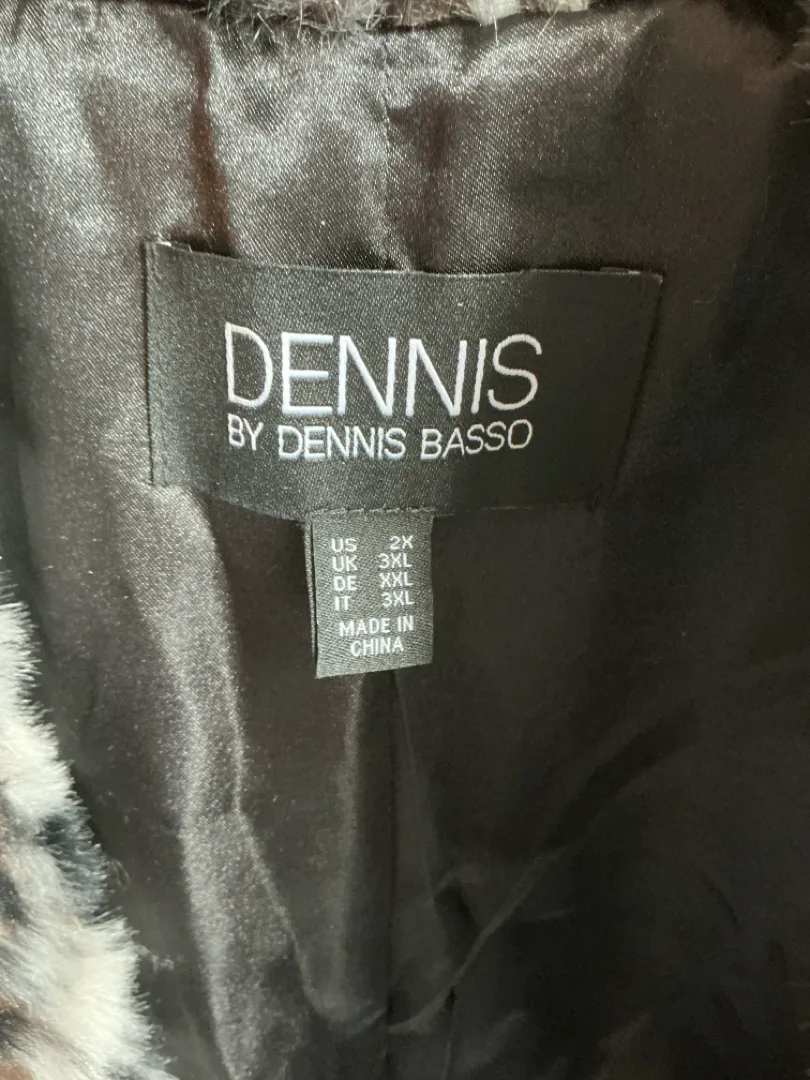 DENNIS
BY DENNIS BASSO
US 2X
UK 3XL
DE XXL
IT 3XL
MADE IN
CHINA